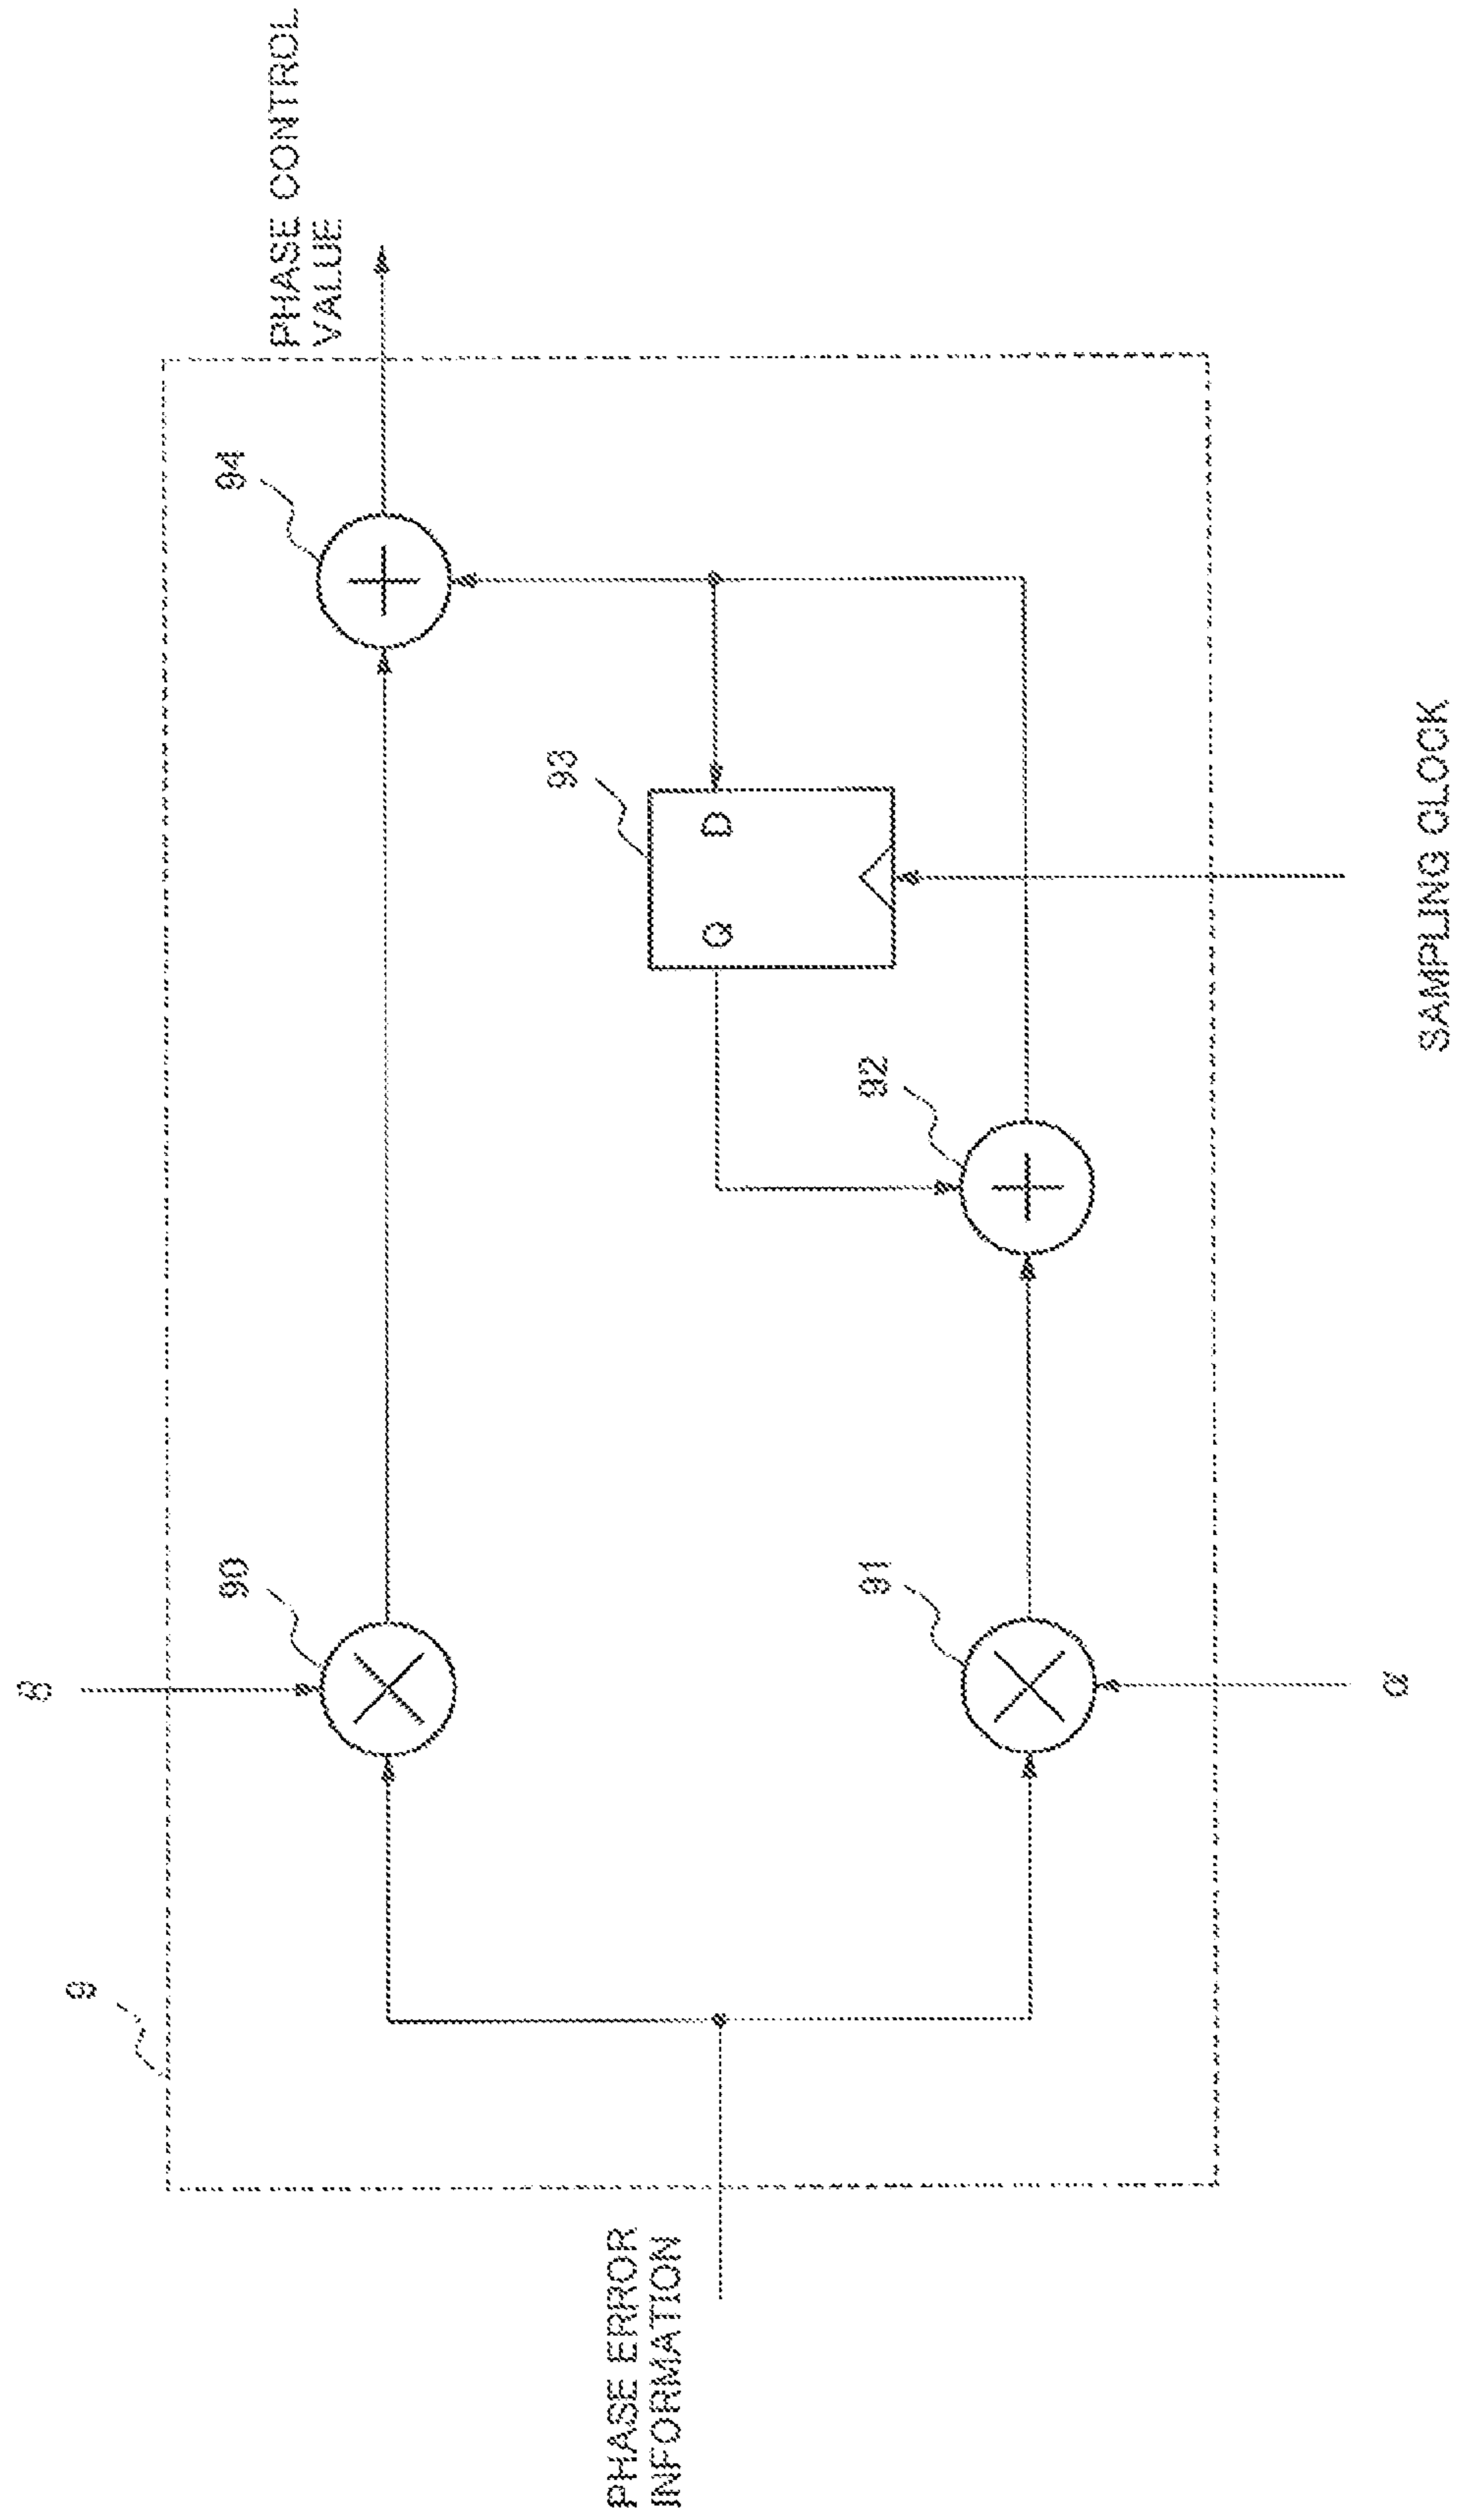 β
9
90
94
PHASE CONTROL
VALUE
93
PHASE ERROR
INFORMATION
Q D
91
92
α
SAMPLING CLOCK